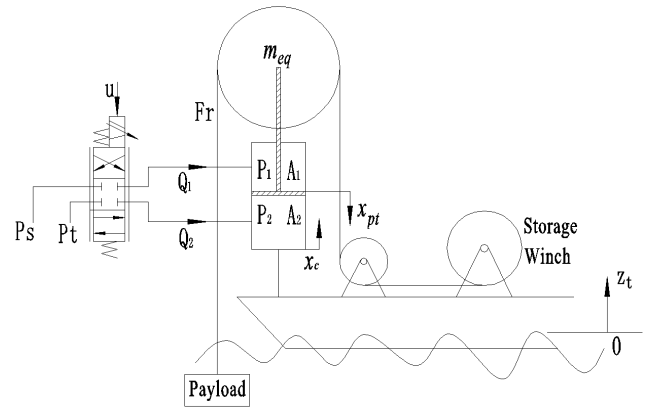 m_eq
u
Fr
P₁ A₁
Q₁
Ps Pt
P₂ A₂
x_pt
Q₂
x_c
Storage
Winch
z_t
0
Payload